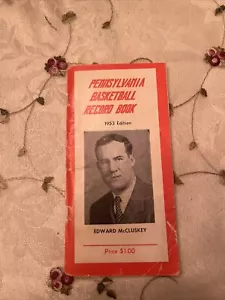 PENNSYLVANIA
BASKETBALL
RECORD BOOK
1953 Edition
EDWARD McCLUSKEY
Price $1.00